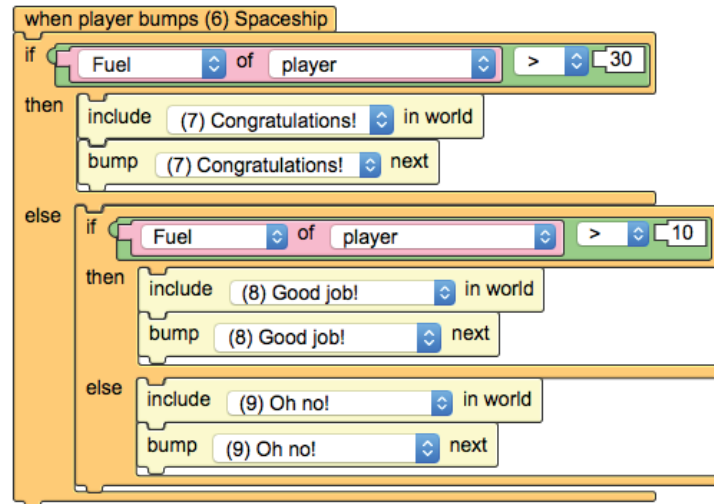 when player bumps (6) Spaceship
if Fuel of player > 30
then include (7) Congratulations! in world
bump (7) Congratulations! next
else if Fuel of player > 10
then include (8) Good job! in world
bump (8) Good job! next
else include (9) Oh no! in world
bump (9) Oh no! next